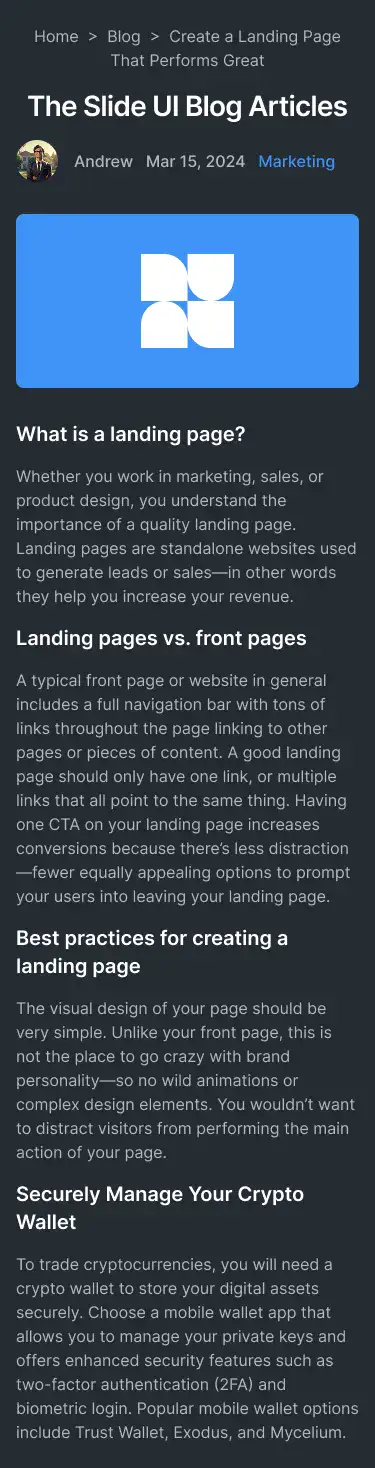 Home > Blog > Create a Landing Page
That Performs Great
The Slide UI Blog Articles
Andrew Mar 15, 2024 Marketing
What is a landing page?
Whether you work in marketing, sales, or
product design, you understand the
importance of a quality landing page.
Landing pages are standalone websites used
to generate leads or sales—in other words
they help you increase your revenue.
Landing pages vs. front pages
A typical front page or website in general
includes a full navigation bar with tons of
links throughout the page linking to other
pages or pieces of content. A good landing
page should only have one link, or multiple
links that all point to the same thing. Having
one CTA on your landing page increases
conversions because there’s less distraction
—fewer equally appealing options to prompt
your users into leaving your landing page.
Best practices for creating a
landing page
The visual design of your page should be
very simple. Unlike your front page, this is
not the place to go crazy with brand
personality—so no wild animations or
complex design elements. You wouldn’t want
to distract visitors from performing the main
action of your page.
Securely Manage Your Crypto
Wallet
To trade cryptocurrencies, you will need a
crypto wallet to store your digital assets
securely. Choose a mobile wallet app that
allows you to manage your private keys and
offers enhanced security features such as
two-factor authentication (2FA) and
biometric login. Popular mobile wallet options
include Trust Wallet, Exodus, and Mycelium.